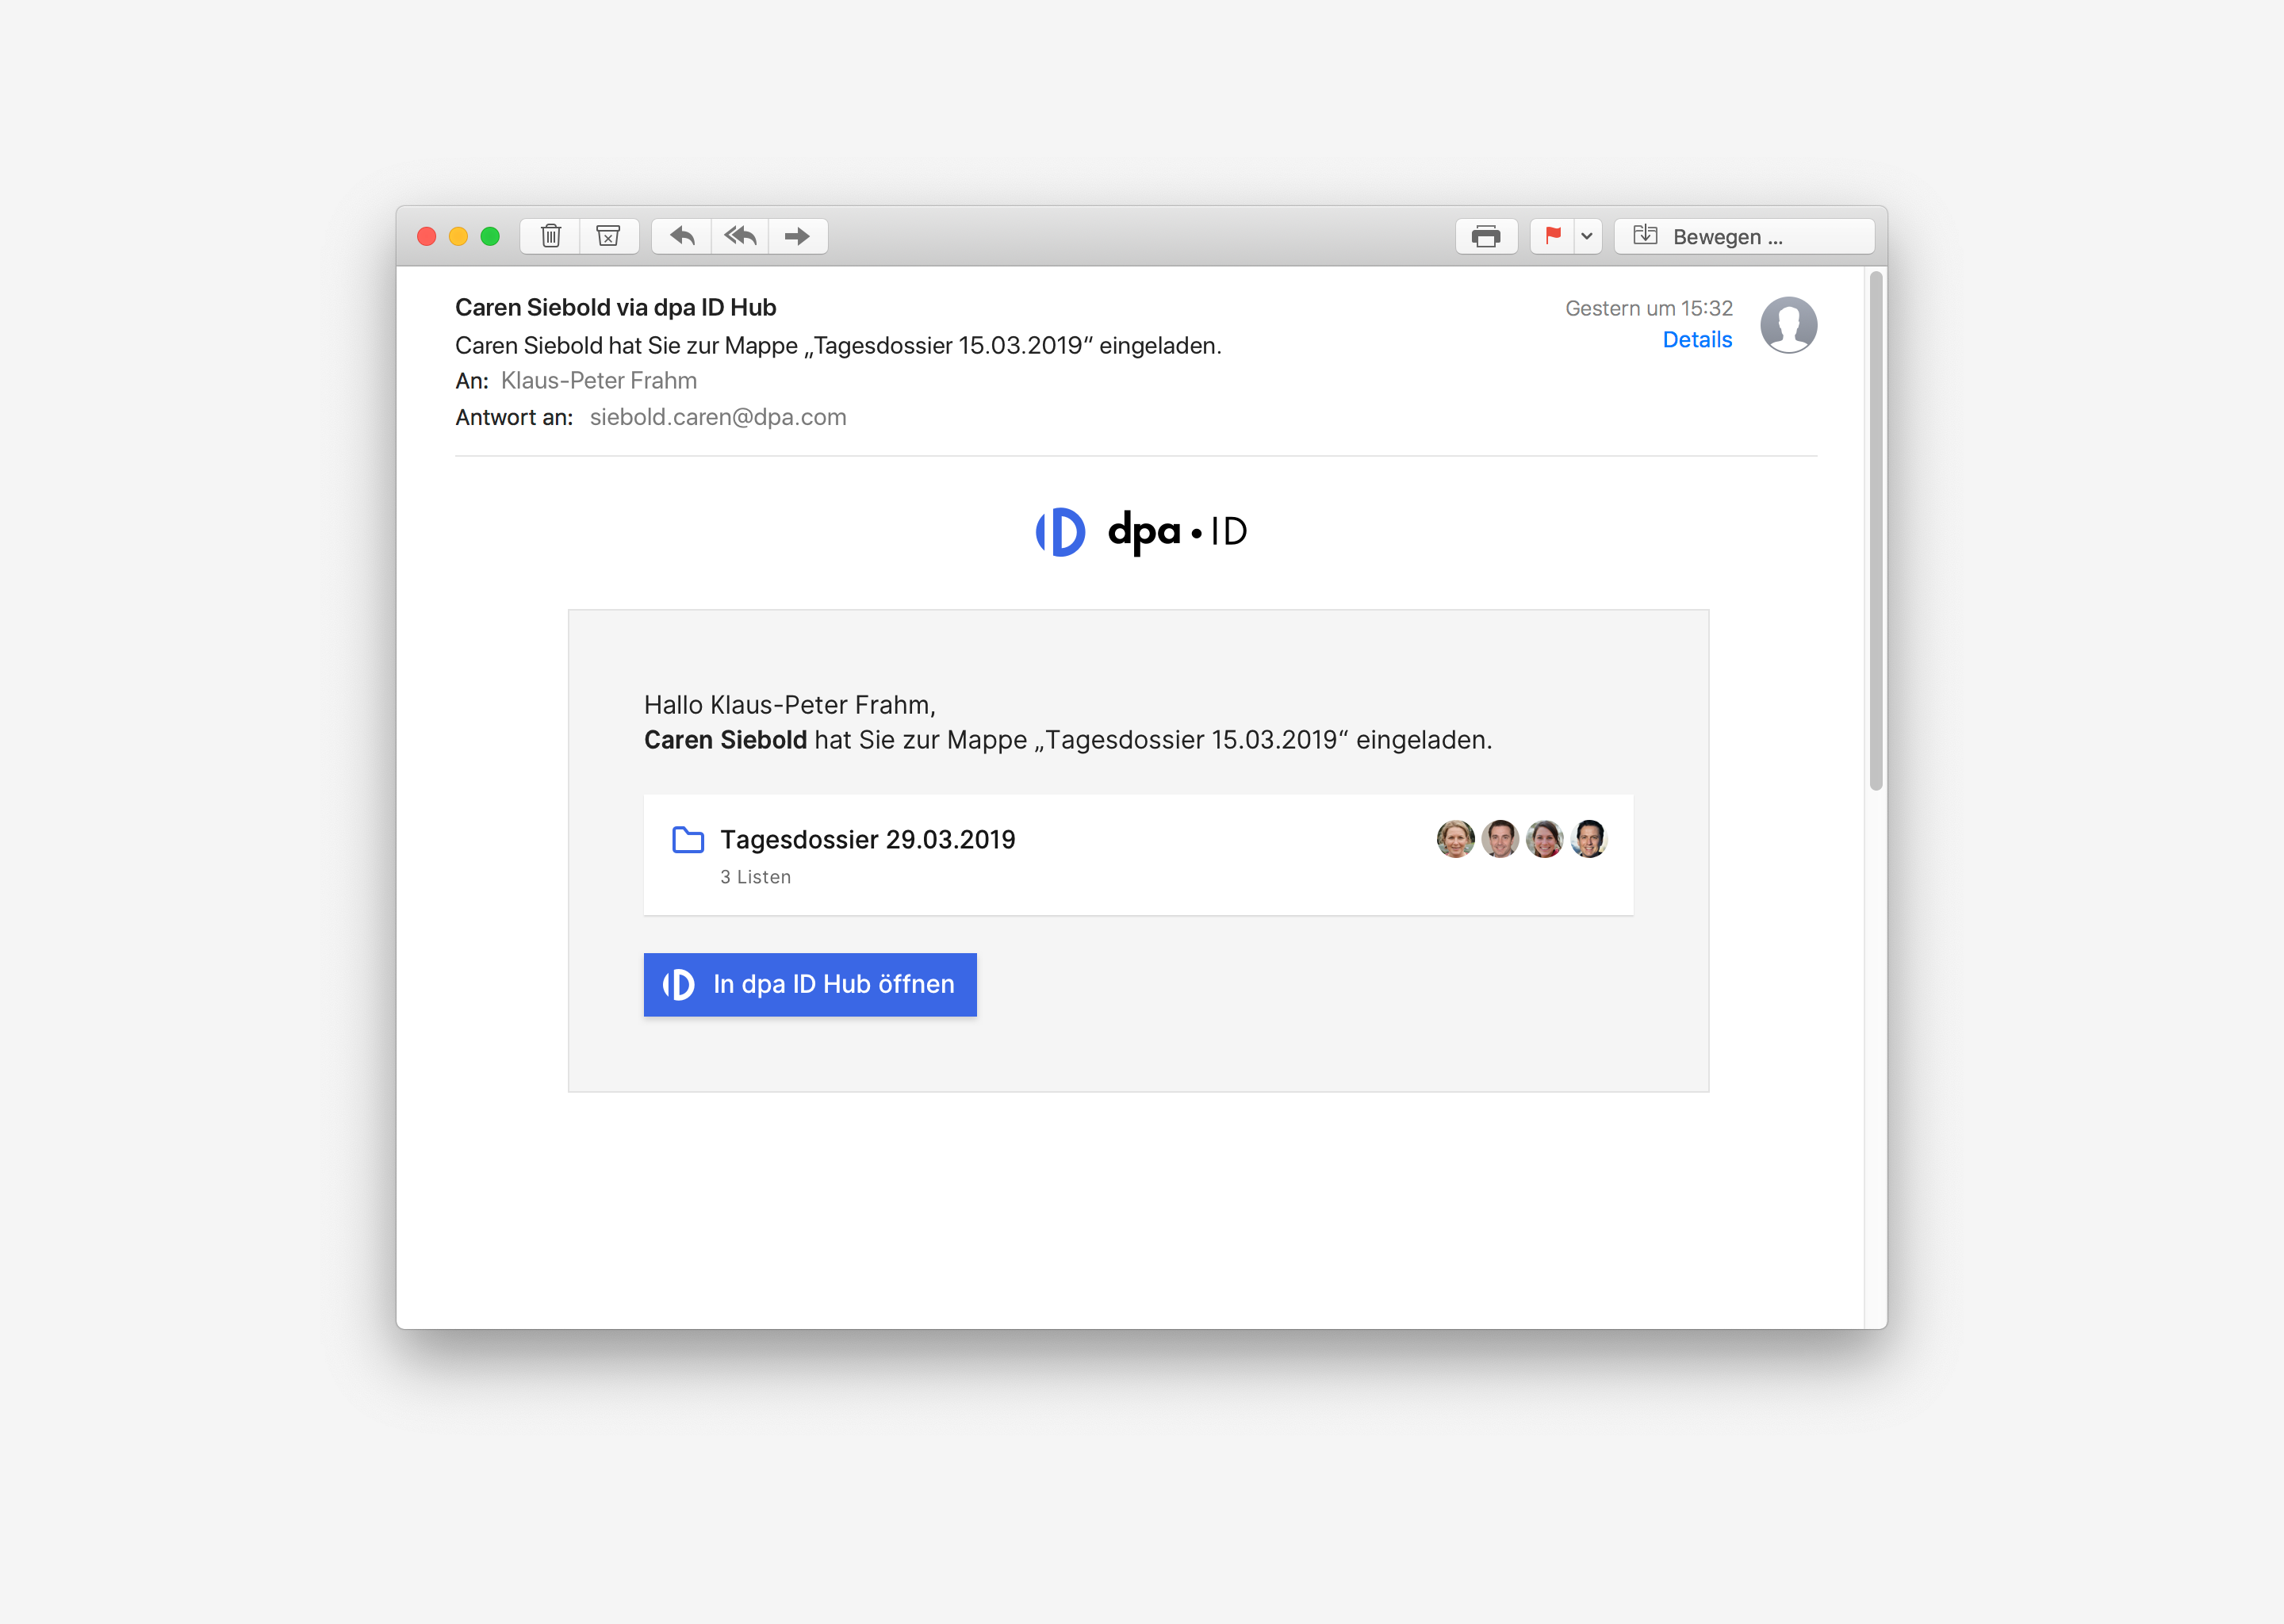 Bewegen ...
Caren Siebold via dpa ID Hub
Gestern um 15:32
Caren Siebold hat Sie zur Mappe „Tagesdossier 15.03.2019“ eingeladen.
Details
An: Klaus-Peter Frahm
Antwort an: siebold.caren@dpa.com
ID dpa • ID
Hallo Klaus-Peter Frahm,
Caren Siebold hat Sie zur Mappe „Tagesdossier 15.03.2019“ eingeladen.
Tagesdossier 29.03.2019
3 Listen
ID In dpa ID Hub öffnen